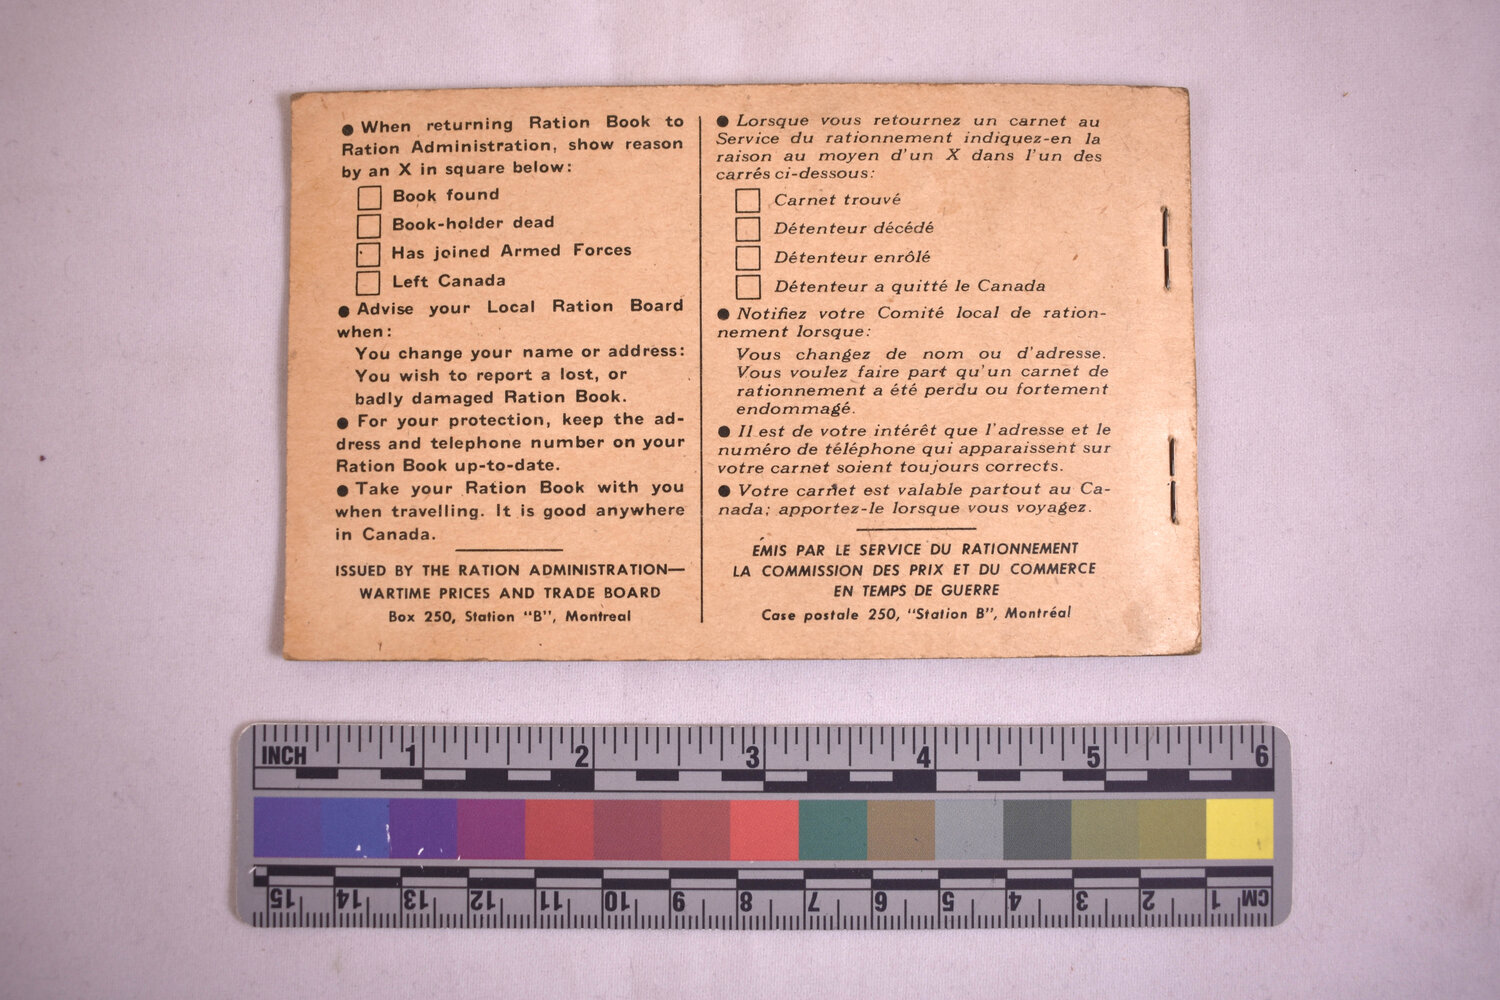 ● When returning Ration Book to
Ration Administration, show reason
by an X in square below:
Book found
Book-holder dead
Has joined Armed Forces
Left Canada
● Advise your Local Ration Board
when:
You change your name or address:
You wish to report a lost, or
badly damaged Ration Book.
● For your protection, keep the ad-
dress and telephone number on your
Ration Book up-to-date.
● Take your Ration Book with you
when travelling. It is good anywhere
in Canada.
ISSUED BY THE RATION ADMINISTRATION—
WARTIME PRICES AND TRADE BOARD
Box 250, Station "B", Montreal
● Lorsque vous retournez un carnet au
Service du rationnement indiquez-en la
raison au moyen d'un X dans l'un des
carrés ci-dessous:
Carnet trouvé
Détenteur décédé
Détenteur enrôlé
Détenteur a quitté le Canada
● Notifiez votre Comité local de ration-
nement lorsque:
Vous changez de nom ou d'adresse.
Vous voulez faire part qu'un carnet de
rationnement a été perdu ou fortement
endommagé.
● Il est de votre intérêt que l'adresse et le
numéro de téléphone qui apparaissent sur
votre carnet soient toujours corrects.
● Votre carnet est valable partout au Ca-
nada; apportez-le lorsque vous voyagez.
ÉMIS PAR LE SERVICE DU RATIONNEMENT
LA COMMISSION DES PRIX ET DU COMMERCE
EN TEMPS DE GUERRE
Case postale 250, "Station B", Montréal
INCH 1 2 3 4 5 6
15 14 13 12 11 10 9 8 7 6 5 4 3 2 1 CM